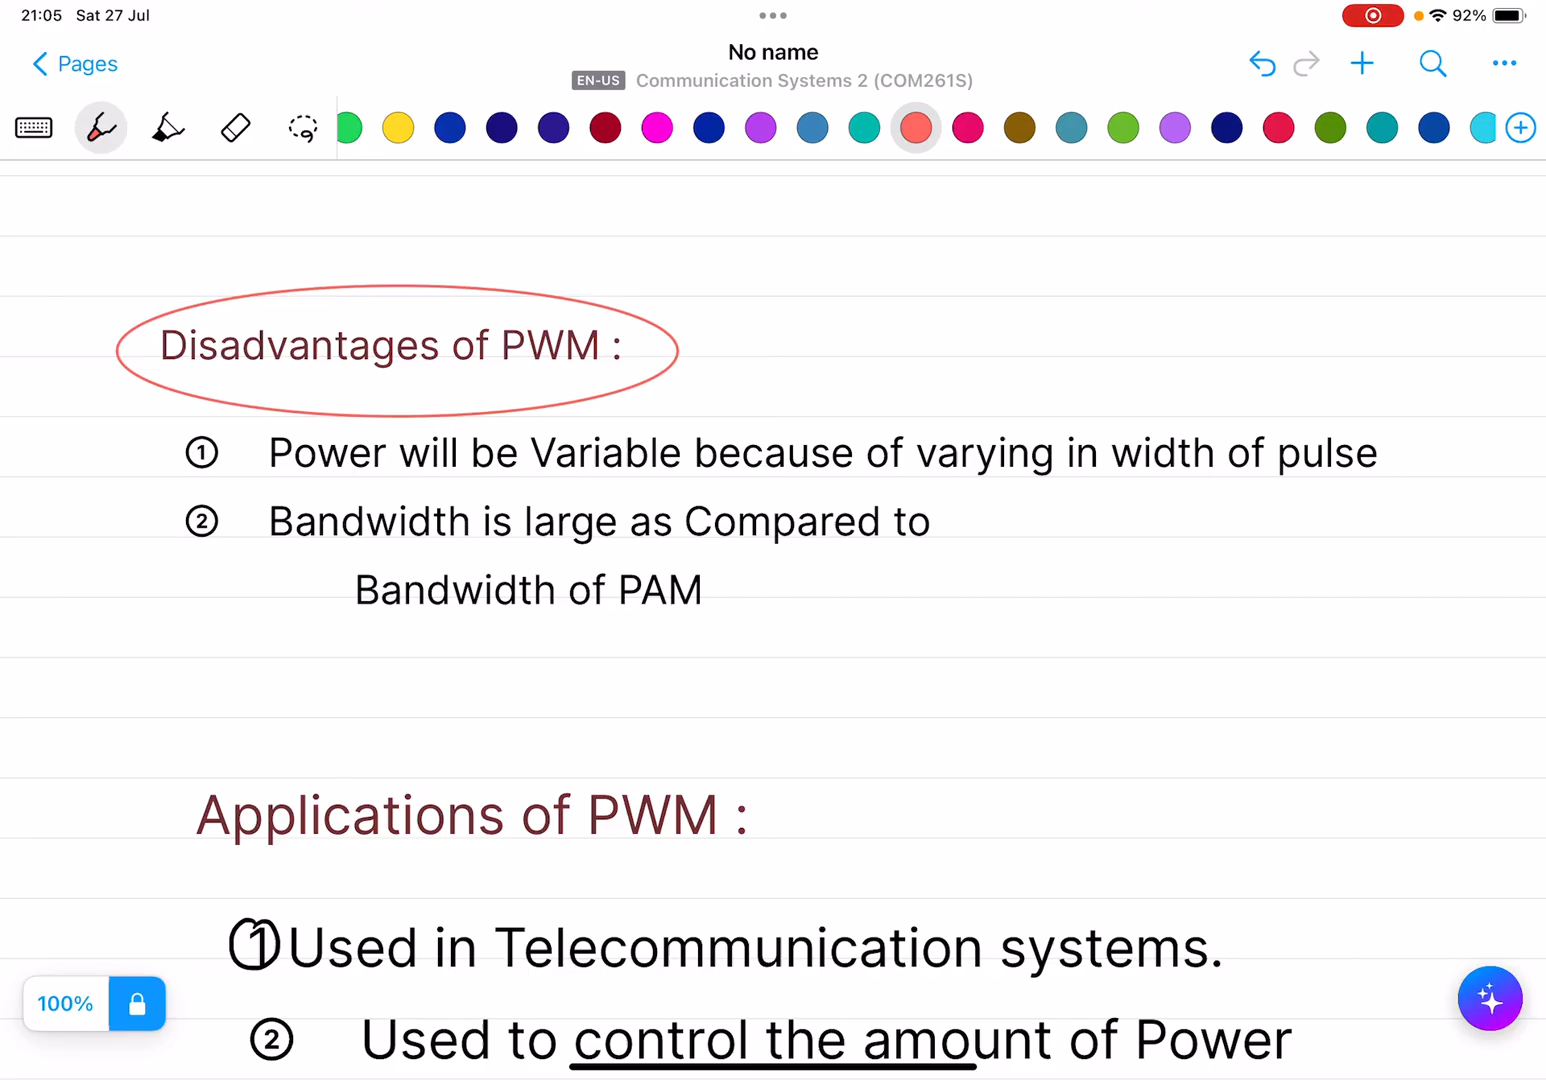 21:05 Sat 27 Jul
92%
Pages
No name
EN-US Communication Systems 2 (COM261S)
Disadvantages of PWM :
① Power will be Variable because of varying in width of pulse
② Bandwidth is large as Compared to
Bandwidth of PAM
Applications of PWM :
① Used in Telecommunication systems.
100%
② Used to control the amount of Power